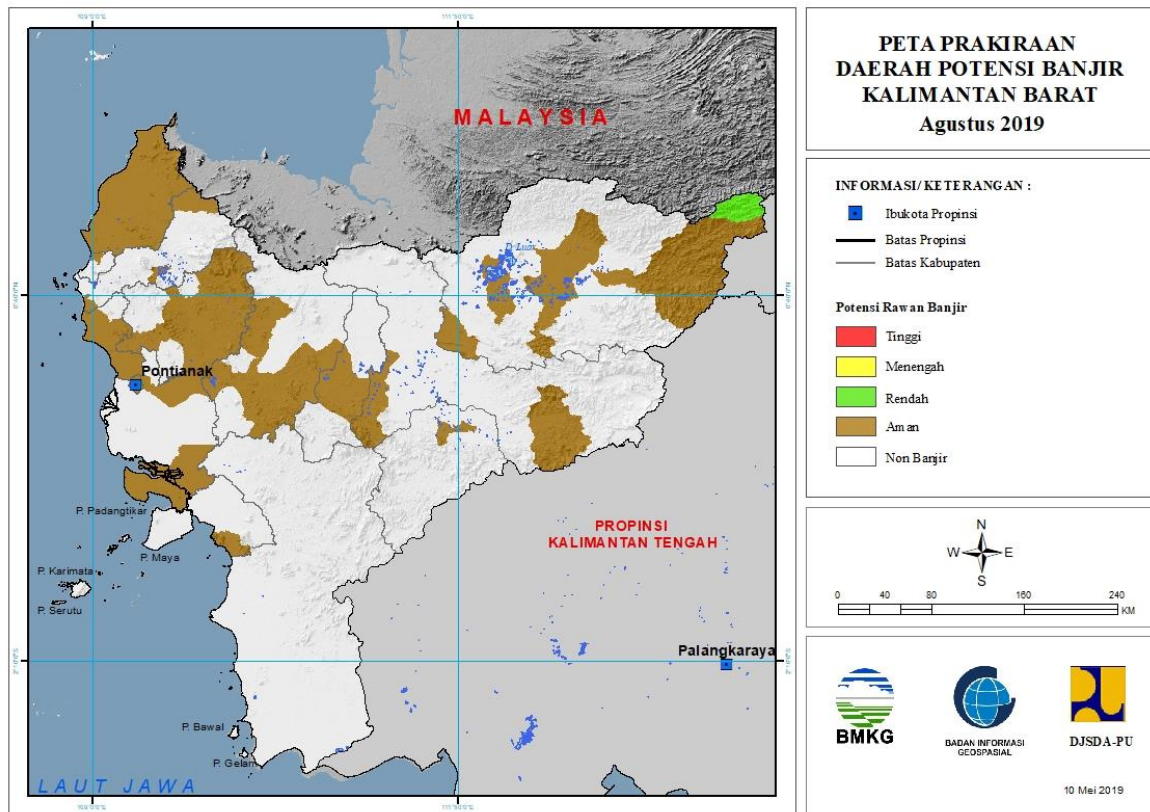 PETA PRAKIRAAN
DAERAH POTENSI BANJIR
KALIMANTAN BARAT
Agustus 2019
INFORMASI/KETERANGAN :
Ibukota Propinsi
Batas Propinsi
Batas Kabupaten
Potensi Rawan Banjir
Tinggi
Menengah
Rendah
Aman
Non Banjir
N
W E
S
0 40 80 160 240
KM
BMKG
BADAN INFORMASI
GEOSPASIAL
DJSDA-PU
10 Mei 2019
MALAYSIA
Pontianak
P. Padangtikar
P. Maya
P. Karimata
P. Serutu
PROPINSI
KALIMANTAN TENGAH
Palangkaraya
P. Bawal
P. Gelam
LAUT JAWA